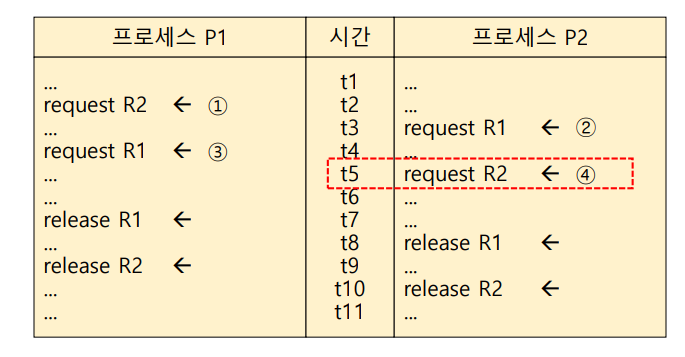 프로세스 P1 시간 프로세스 P2
... t1 ...
request R2 ← ① t2 ...
... t3 request R1 ← ②
request R1 ← ③ t4 ...
... t5 request R2 ← ④
... t6 ...
release R1 ← t7 ...
... t8 release R1 ←
release R2 ← t9 ...
... t10 release R2 ←
... t11 ...